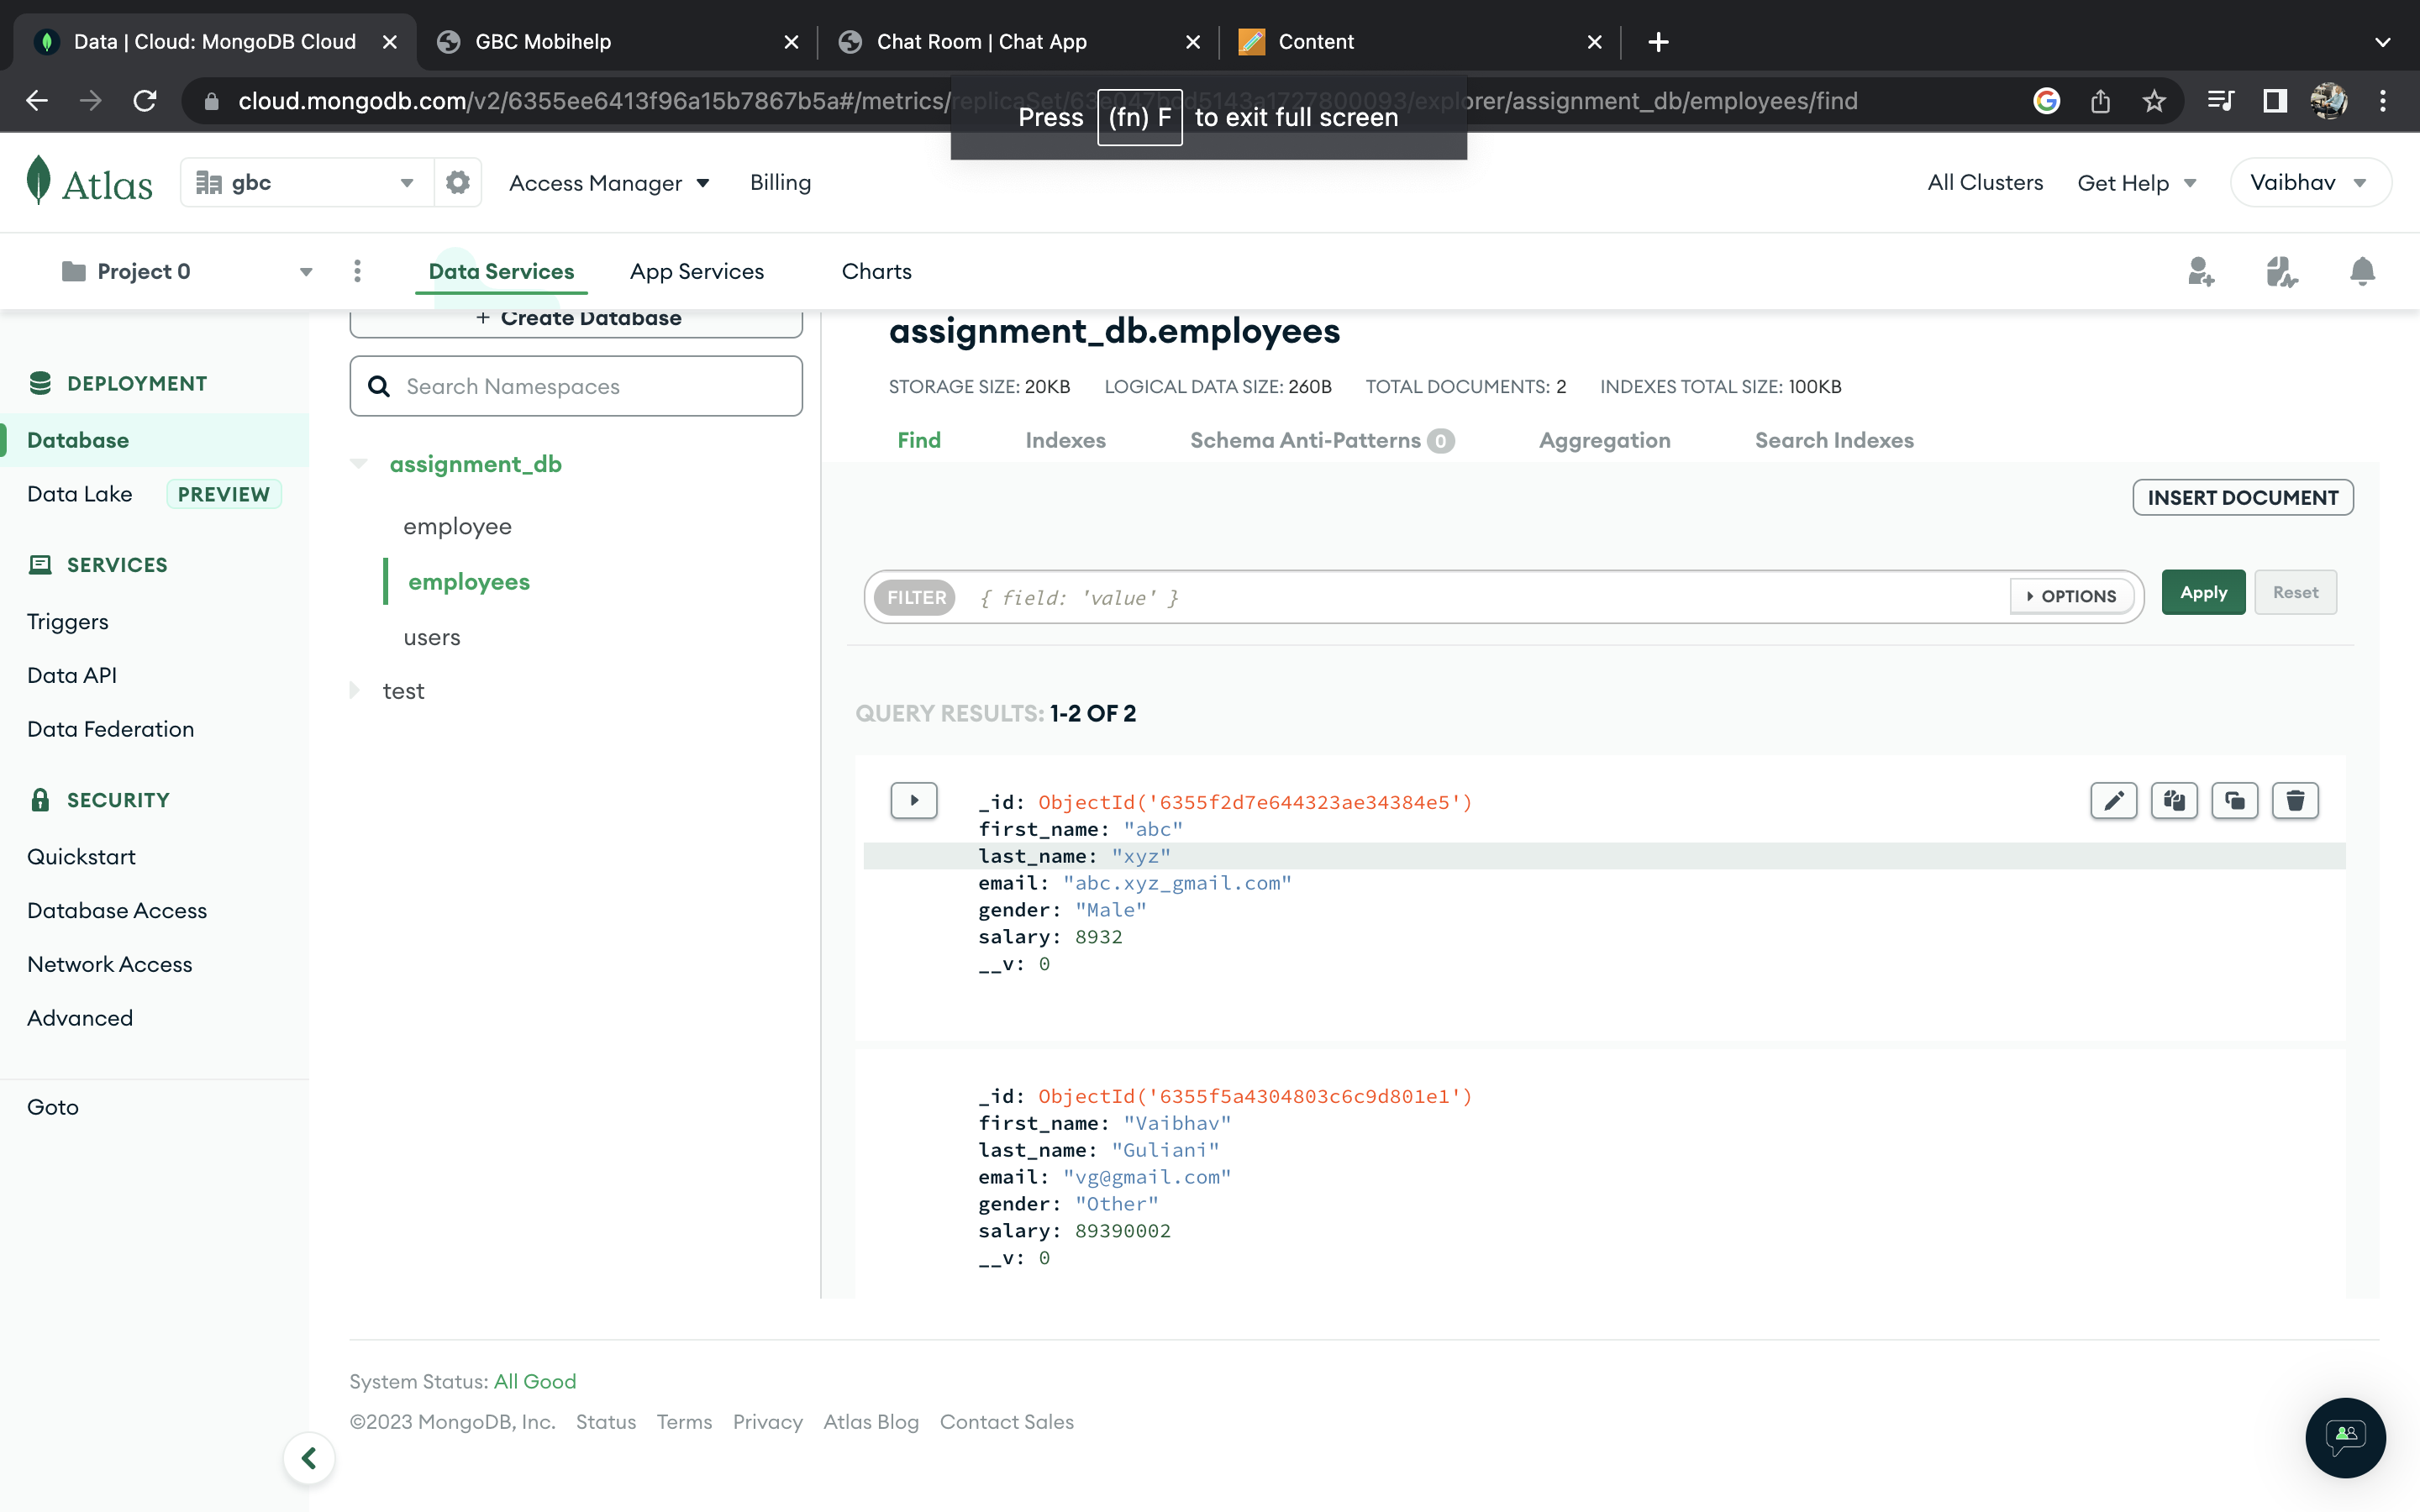 Data | Cloud: MongoDB Cloud
GBC Mobihelp
Chat Room | Chat App
Content
cloud.mongodb.com/v2/6355ee6413f96a15b7867b5a#/metrics/replicaSet/63e047bcd5143a1727800093/explorer/assignment_db/employees/find
Press (fn) F to exit full screen
Atlas
gbc
Access Manager
Billing
All Clusters
Get Help
Vaibhav
Project 0
Data Services
App Services
Charts
DEPLOYMENT
Database
Data Lake PREVIEW
SERVICES
Triggers
Data API
Data Federation
SECURITY
Quickstart
Database Access
Network Access
Advanced
Goto
+ Create Database
Search Namespaces
assignment_db
employee
employees
users
test
assignment_db.employees
STORAGE SIZE: 20KB LOGICAL DATA SIZE: 260B TOTAL DOCUMENTS: 2 INDEXES TOTAL SIZE: 100KB
Find Indexes Schema Anti-Patterns 0 Aggregation Search Indexes
INSERT DOCUMENT
FILTER { field: 'value' } OPTIONS Apply Reset
QUERY RESULTS: 1-2 OF 2
_id: ObjectId('6355f2d7e644323ae34384e5')
first_name: "abc"
last_name: "xyz"
email: "abc.xyz_gmail.com"
gender: "Male"
salary: 8932
__v: 0
_id: ObjectId('6355f5a4304803c6c9d801e1')
first_name: "Vaibhav"
last_name: "Guliani"
email: "vg@gmail.com"
gender: "Other"
salary: 89390002
__v: 0
System Status: All Good
©2023 MongoDB, Inc. Status Terms Privacy Atlas Blog Contact Sales